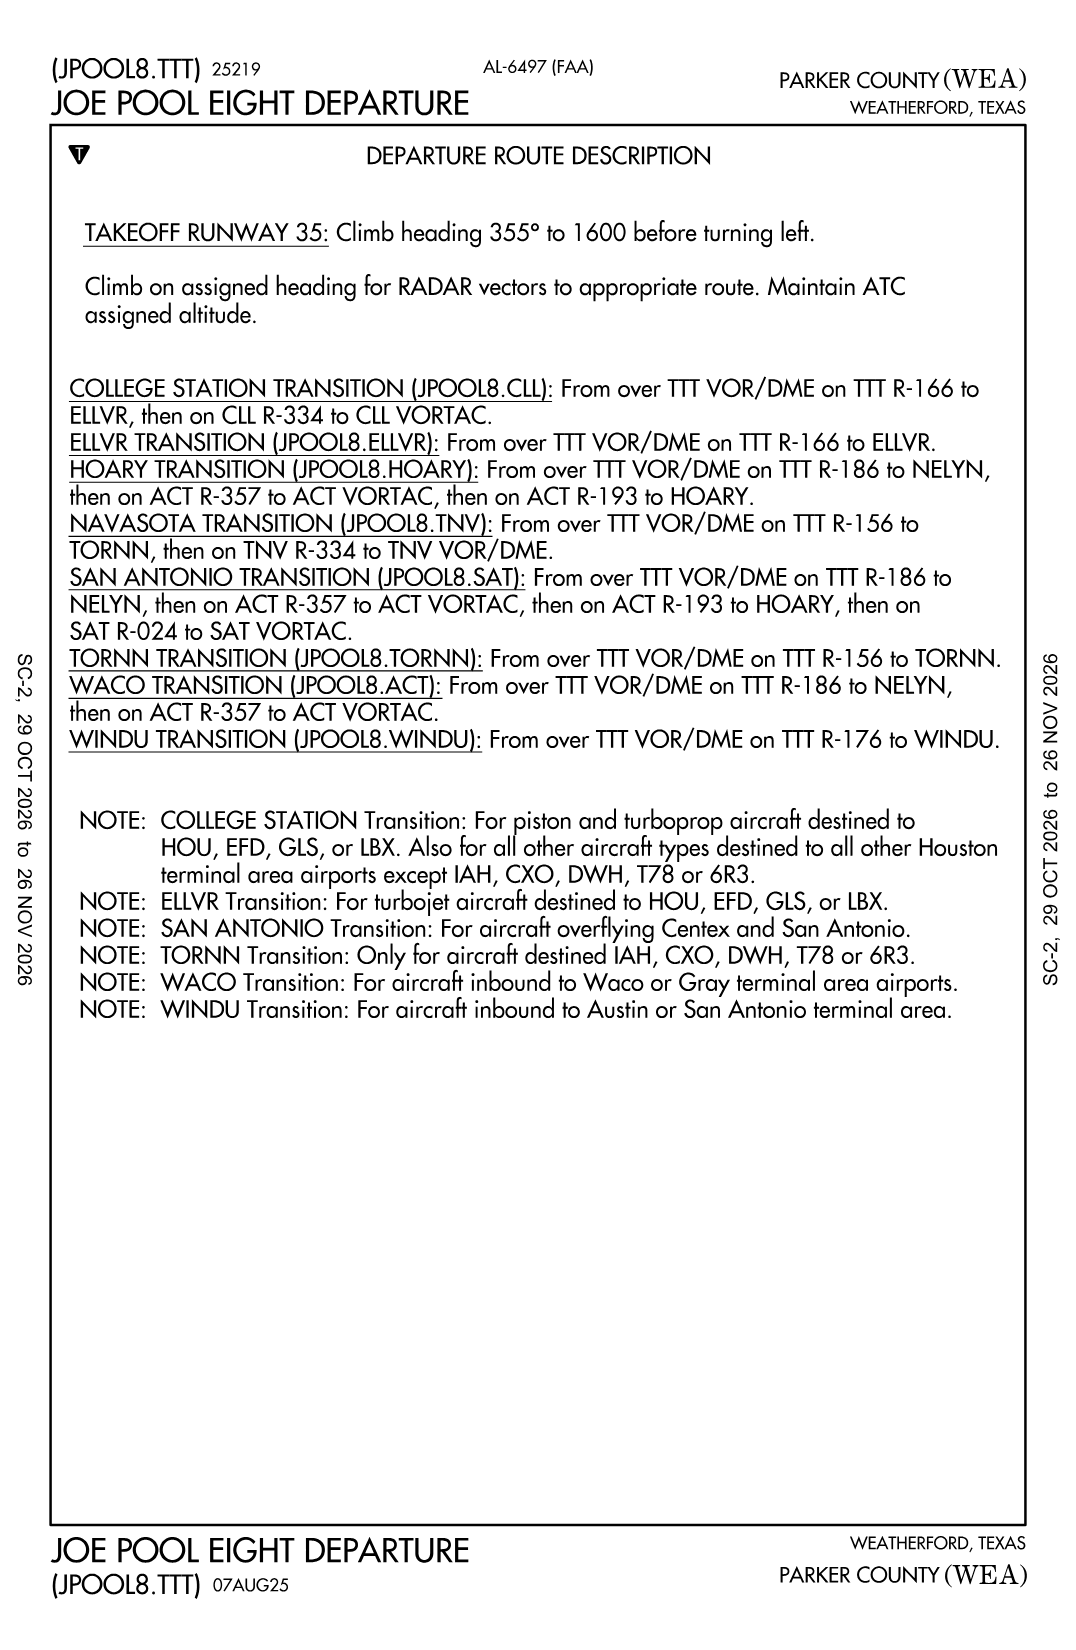 (JPOOL8.TTT) 25219
AL-6497 (FAA)
PARKER COUNTY (WEA)
JOE POOL EIGHT DEPARTURE
WEATHERFORD, TEXAS
T
DEPARTURE ROUTE DESCRIPTION
TAKEOFF RUNWAY 35: Climb heading 355° to 1600 before turning left.
Climb on assigned heading for RADAR vectors to appropriate route. Maintain ATC
assigned altitude.
COLLEGE STATION TRANSITION (JPOOL8.CLL): From over TTT VOR/DME on TTT R-166 to
ELLVR, then on CLL R-334 to CLL VORTAC.
ELLVR TRANSITION (JPOOL8.ELLVR): From over TTT VOR/DME on TTT R-166 to ELLVR.
HOARY TRANSITION (JPOOL8.HOARY): From over TTT VOR/DME on TTT R-186 to NELYN,
then on ACT R-357 to ACT VORTAC, then on ACT R-193 to HOARY.
NAVASOTA TRANSITION (JPOOL8.TNV): From over TTT VOR/DME on TTT R-156 to
TORNN, then on TNV R-334 to TNV VOR/DME.
SAN ANTONIO TRANSITION (JPOOL8.SAT): From over TTT VOR/DME on TTT R-186 to
NELYN, then on ACT R-357 to ACT VORTAC, then on ACT R-193 to HOARY, then on
SAT R-024 to SAT VORTAC.
TORNN TRANSITION (JPOOL8.TORNN): From over TTT VOR/DME on TTT R-156 to TORNN.
WACO TRANSITION (JPOOL8.ACT): From over TTT VOR/DME on TTT R-186 to NELYN,
then on ACT R-357 to ACT VORTAC.
WINDU TRANSITION (JPOOL8.WINDU): From over TTT VOR/DME on TTT R-176 to WINDU.
NOTE: COLLEGE STATION Transition: For piston and turboprop aircraft destined to
HOU, EFD, GLS, or LBX. Also for all other aircraft types destined to all other Houston
terminal area airports except IAH, CXO, DWH, T78 or 6R3.
NOTE: ELLVR Transition: For turbojet aircraft destined to HOU, EFD, GLS, or LBX.
NOTE: SAN ANTONIO Transition: For aircraft overflying Centex and San Antonio.
NOTE: TORNN Transition: Only for aircraft destined IAH, CXO, DWH, T78 or 6R3.
NOTE: WACO Transition: For aircraft inbound to Waco or Gray terminal area airports.
NOTE: WINDU Transition: For aircraft inbound to Austin or San Antonio terminal area.
SC-2, 29 OCT 2026 to 26 NOV 2026
SC-2, 29 OCT 2026 to 26 NOV 2026
JOE POOL EIGHT DEPARTURE
WEATHERFORD, TEXAS
(JPOOL8.TTT) 07AUG25
PARKER COUNTY (WEA)